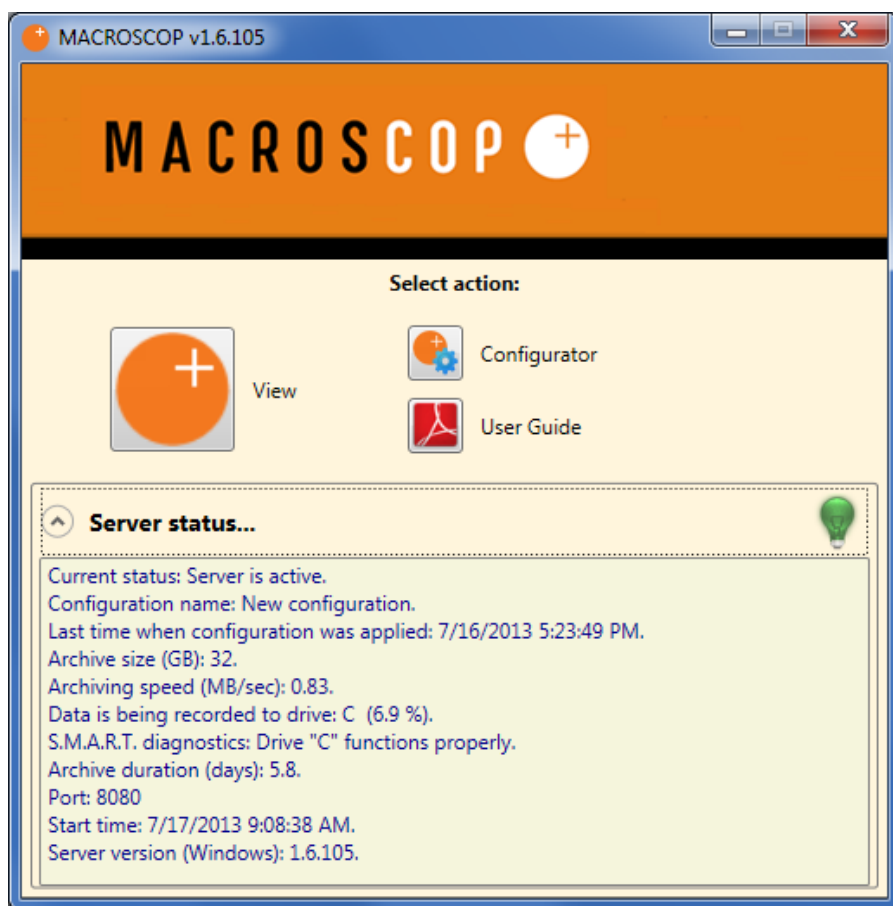 MACROSCOP v1.6.105
MACROSCOP
Select action:
View
Configurator
User Guide
Server status...
Current status: Server is active.
Configuration name: New configuration.
Last time when configuration was applied: 7/16/2013 5:23:49 PM.
Archive size (GB): 32.
Archiving speed (MB/sec): 0.83.
Data is being recorded to drive: C  (6.9 %).
S.M.A.R.T. diagnostics: Drive "C" functions properly.
Archive duration (days): 5.8.
Port: 8080
Start time: 7/17/2013 9:08:38 AM.
Server version (Windows): 1.6.105.